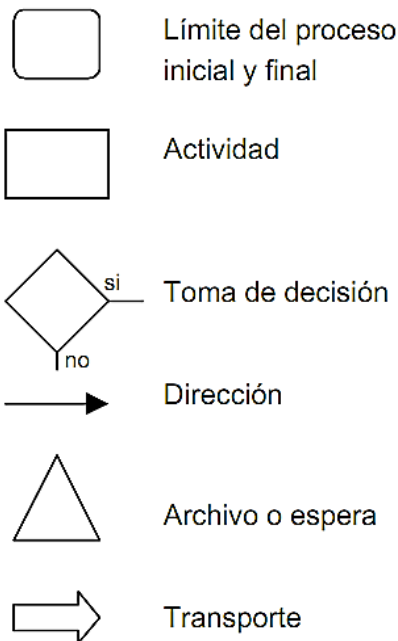 Límite del proceso
inicial y final
Actividad
si
Toma de decisión
no
Dirección
Archivo o espera
Transporte